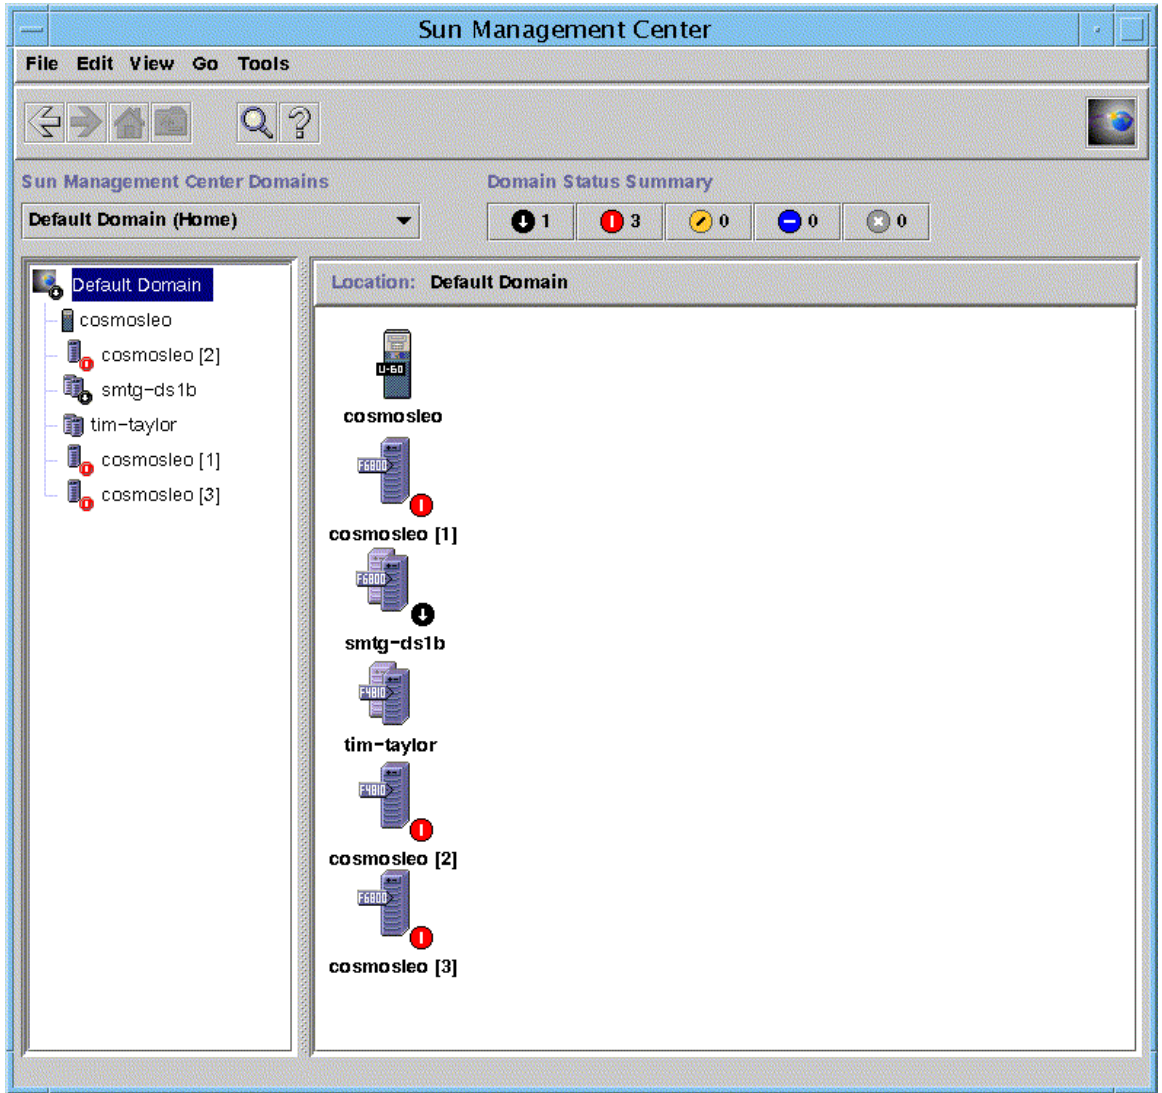 Sun Management Center
File Edit View Go Tools
Sun Management Center Domains
Domain Status Summary
Default Domain (Home)
1 3 0 0 0
Default Domain
cosmosleo
cosmosleo [2]
smtg-ds1b
tim-taylor
cosmosleo [1]
cosmosleo [3]
Location: Default Domain
U-60
cosmosleo
F6800
cosmosleo [1]
F6800
smtg-ds1b
F4810
tim-taylor
F4810
cosmosleo [2]
F6800
cosmosleo [3]